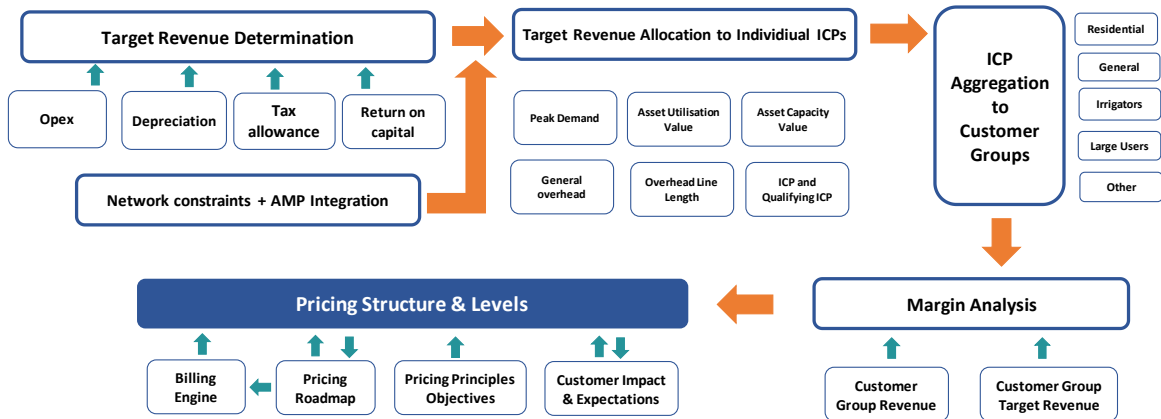 Target Revenue Determination
Opex
Depreciation
Tax
allowance
Return on
capital
Network constraints + AMP Integration
Target Revenue Allocation to Individiual ICPs
Peak Demand
Asset Utilisation
Value
Asset Capacity
Value
General
overhead
Overhead Line
Length
ICP and
Qualifying ICP
ICP
Aggregation
to
Customer
Groups
Residential
General
Irrigators
Large Users
Other
Margin Analysis
Customer
Group Revenue
Customer Group
Target Revenue
Pricing Structure & Levels
Billing
Engine
Pricing
Roadmap
Pricing Principles
Objectives
Customer Impact
& Expectations